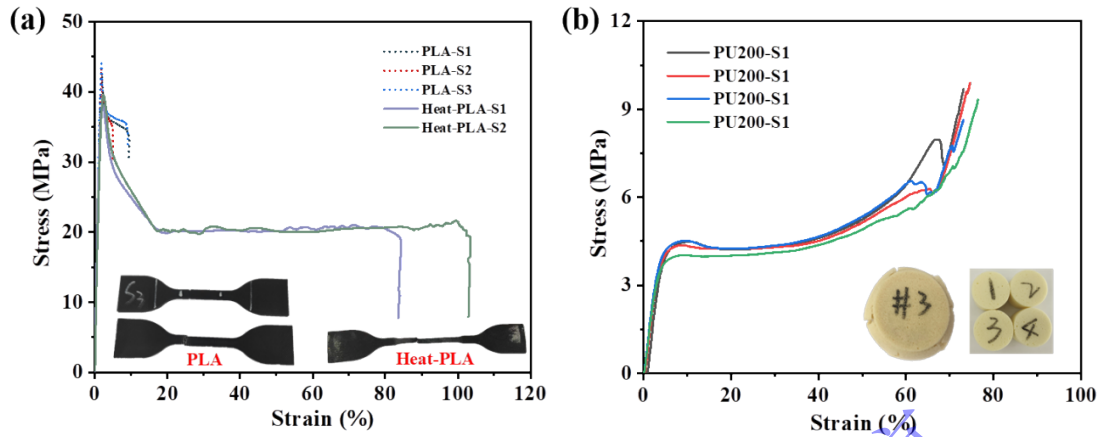 (a)
50
40
30
20
10
0
Stress (MPa)
PLA-S1
PLA-S2
PLA-S3
Heat-PLA-S1
Heat-PLA-S2
S3
PLA
Heat-PLA
0 20 40 60 80 100 120
Strain (%)
(b)
12
9
6
3
0
Stress (MPa)
PU200-S1
PU200-S1
PU200-S1
PU200-S1
#3
1 2
3 4
0 20 40 60 80 100
Strain (%)